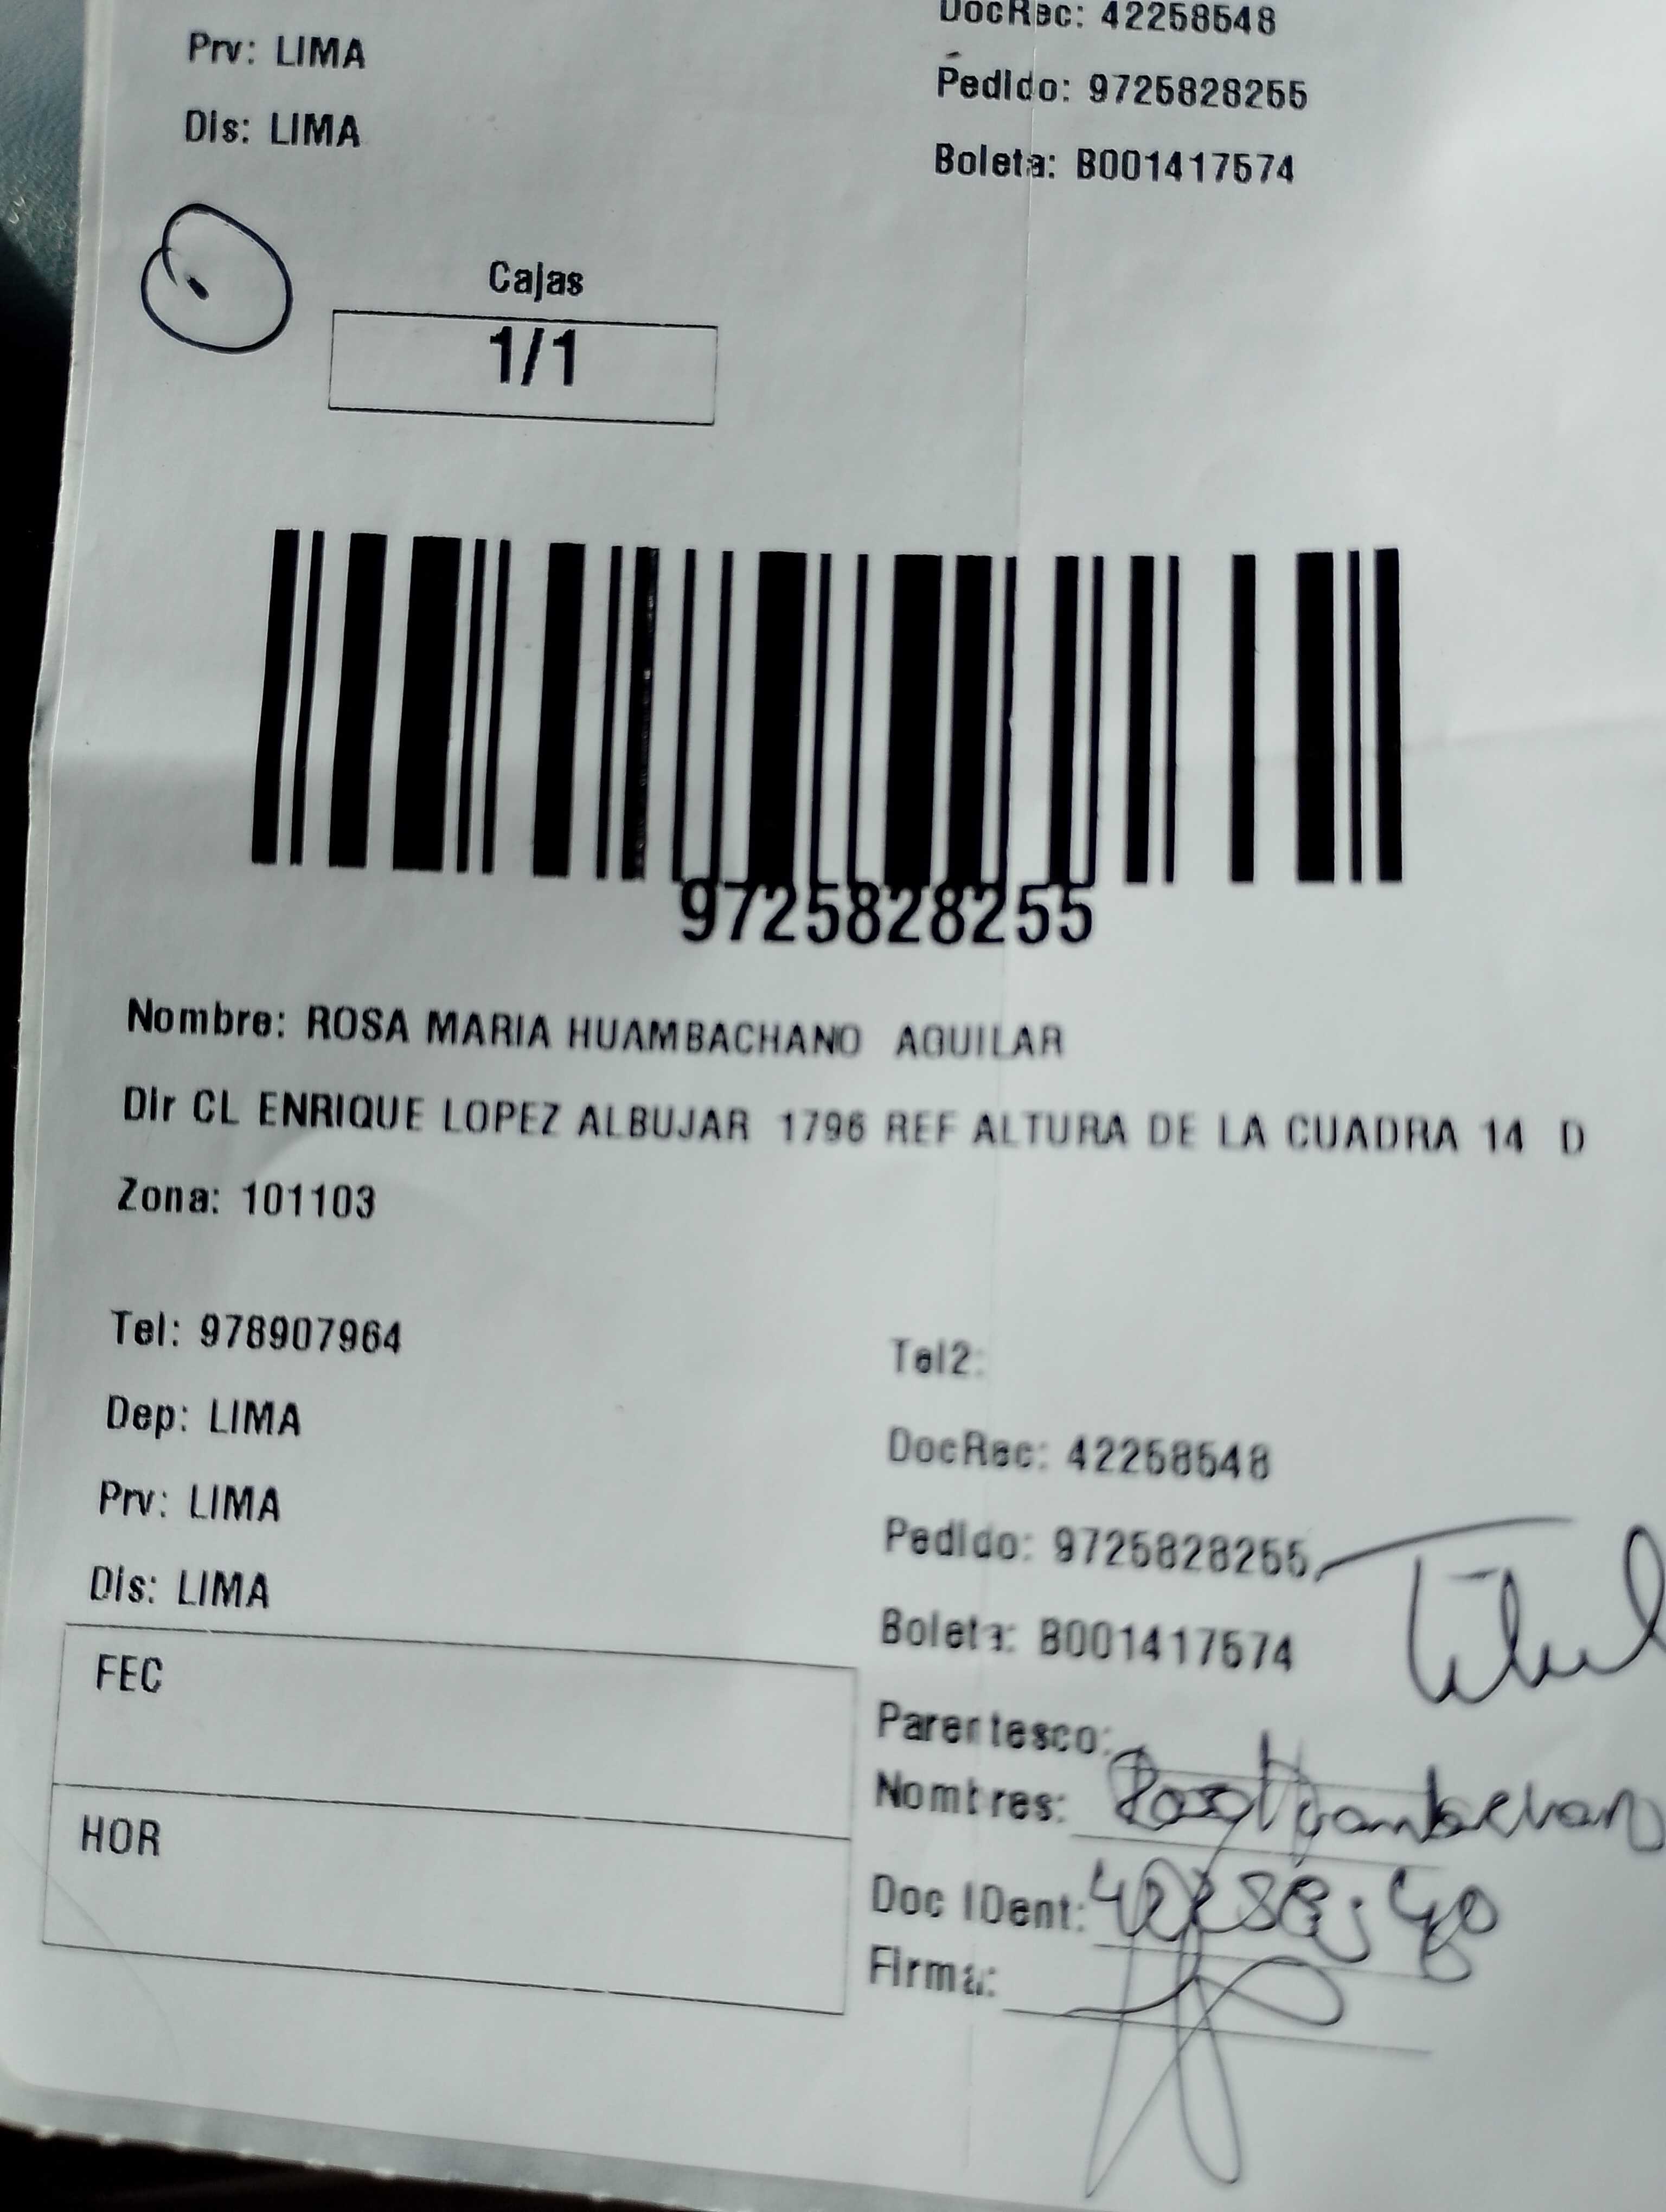 Prv: LIMA
DocRec: 42258548
Pedido: 9725828255
Dis: LIMA
Boleta: B001417574
Cajas
1/1
9725828255
Nombre: ROSA MARIA HUAMBACHANO AGUILAR
Dir CL ENRIQUE LOPEZ ALBUJAR 1796 REF ALTURA DE LA CUADRA 14 D
Zona: 101103
Tel: 978907964
Tel2:
Dep: LIMA
DocRec: 42258548
Prv: LIMA
Pedido: 9725828255
Dis: LIMA
Boleta: B001417574
FEC
Parentesco:
Nombres: Rosa Huambachano
HOR
Doc IDent:
Firma: